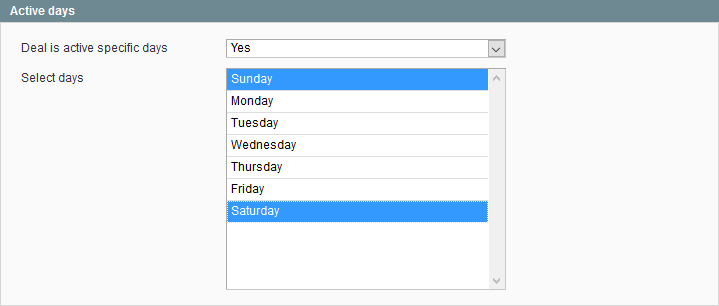 Active days
Deal is active specific days Yes
Select days Sunday
Monday
Tuesday
Wednesday
Thursday
Friday
Saturday